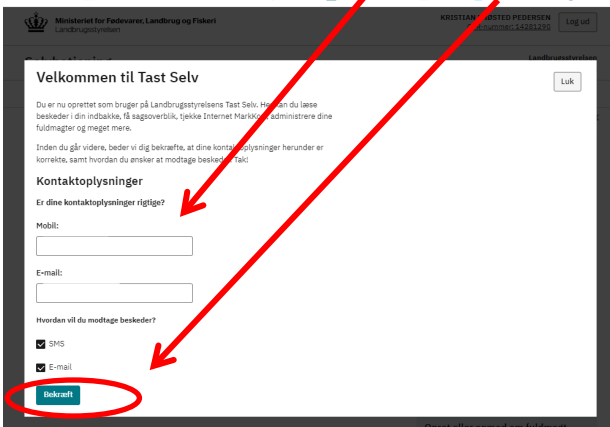 Ministeriet for Fødevarer, Landbrug og Fiskeri
Landbrugsstyrelsen
KRISTIAN PEDERSEN
Log ud
Landbrugsstyrelsen
Velkommen til Tast Selv
Luk
Du er nu oprettet som bruger på Landbrugsstyrelsens Tast Selv. Her kan du læse
beskeder i din indbakke, få sagsoverblik, tjekke Internet MarkKort, administrere dine
fuldmagter og meget mere.
Inden du går videre, beder vi dig bekræfte, at dine kontaktoplysninger herunder er
korrekte, samt hvordan du ønsker at modtage beskeder. Tak!
Kontaktoplysninger
Er dine kontaktoplysninger rigtige?
Mobil:
E-mail:
Hvordan vil du modtage beskeder?
SMS
E-mail
Bekræft